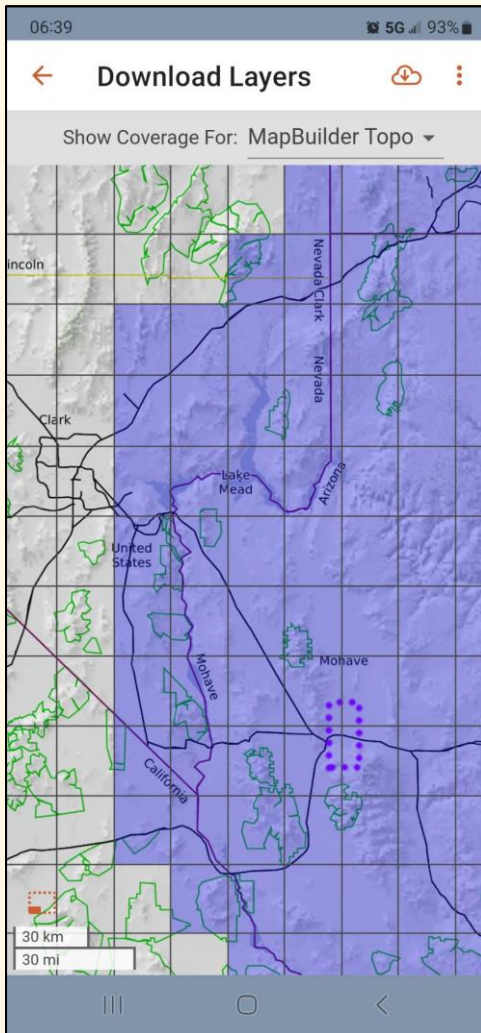 06:39
5G 93%
Download Layers
Show Coverage For: MapBuilder Topo
incoln
Nevada Clark
Nevada
Clark
Lake
Mead
Arizona
United
States
Mohave
Mohave
California
30 km
30 mi